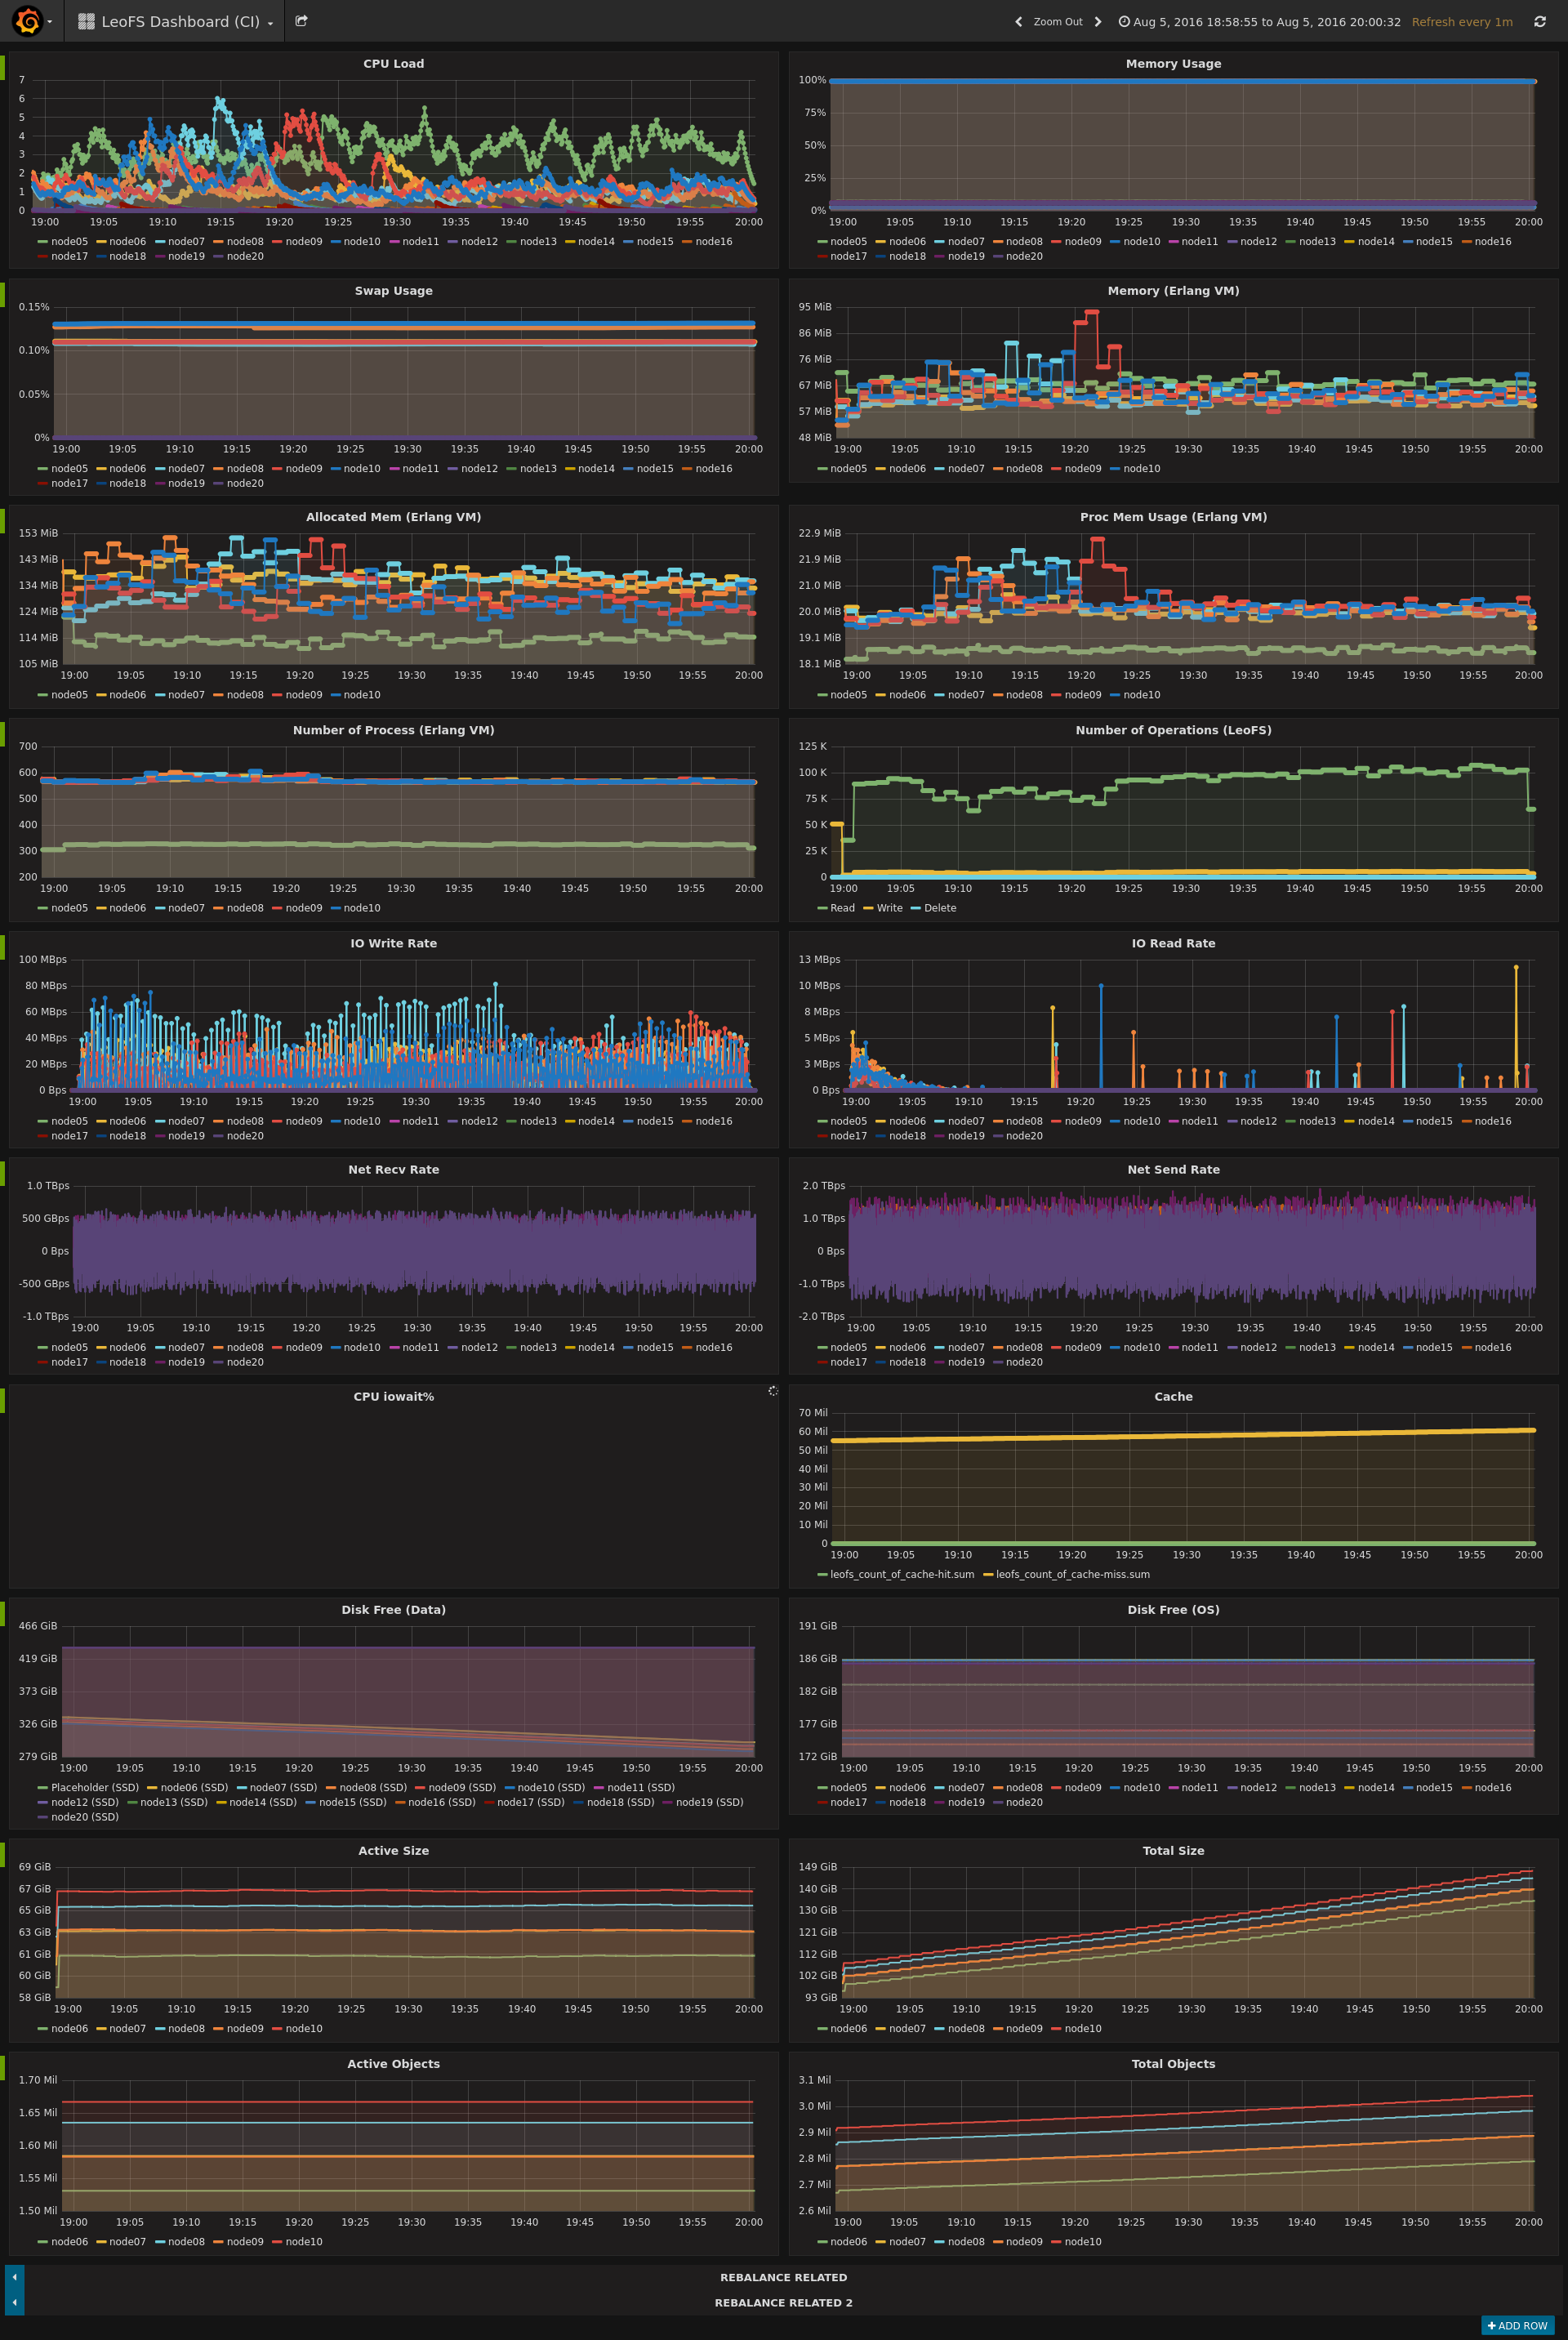 LeoFS Dashboard (CI)
Zoom Out
Aug 5, 2016 18:58:55 to Aug 5, 2016 20:00:32
Refresh every 1m
CPU Load
7
6
5
4
3
2
1
0
19:00 19:05 19:10 19:15 19:20 19:25 19:30 19:35 19:40 19:45 19:50 19:55 20:00
node05 node06 node07 node08 node09 node10 node11 node12 node13 node14 node15 node16
node17 node18 node19 node20
Memory Usage
100%
75%
50%
25%
0%
19:00 19:05 19:10 19:15 19:20 19:25 19:30 19:35 19:40 19:45 19:50 19:55 20:00
node05 node06 node07 node08 node09 node10 node11 node12 node13 node14 node15 node16
node17 node18 node19 node20
Swap Usage
0.15%
0.10%
0.05%
0%
19:00 19:05 19:10 19:15 19:20 19:25 19:30 19:35 19:40 19:45 19:50 19:55 20:00
node05 node06 node07 node08 node09 node10 node11 node12 node13 node14 node15 node16
node17 node18 node19 node20
Memory (Erlang VM)
95 MiB
86 MiB
76 MiB
67 MiB
57 MiB
48 MiB
19:00 19:05 19:10 19:15 19:20 19:25 19:30 19:35 19:40 19:45 19:50 19:55 20:00
node05 node06 node07 node08 node09 node10
Allocated Mem (Erlang VM)
153 MiB
143 MiB
134 MiB
124 MiB
114 MiB
105 MiB
19:00 19:05 19:10 19:15 19:20 19:25 19:30 19:35 19:40 19:45 19:50 19:55 20:00
node05 node06 node07 node08 node09 node10
Proc Mem Usage (Erlang VM)
22.9 MiB
21.9 MiB
21.0 MiB
20.0 MiB
19.1 MiB
18.1 MiB
19:00 19:05 19:10 19:15 19:20 19:25 19:30 19:35 19:40 19:45 19:50 19:55 20:00
node05 node06 node07 node08 node09 node10
Number of Process (Erlang VM)
700
600
500
400
300
200
19:00 19:05 19:10 19:15 19:20 19:25 19:30 19:35 19:40 19:45 19:50 19:55 20:00
node05 node06 node07 node08 node09 node10
Number of Operations (LeoFS)
125 K
100 K
75 K
50 K
25 K
0
19:00 19:05 19:10 19:15 19:20 19:25 19:30 19:35 19:40 19:45 19:50 19:55 20:00
Read Write Delete
IO Write Rate
100 MBps
80 MBps
60 MBps
40 MBps
20 MBps
0 Bps
19:00 19:05 19:10 19:15 19:20 19:25 19:30 19:35 19:40 19:45 19:50 19:55 20:00
node05 node06 node07 node08 node09 node10 node11 node12 node13 node14 node15 node16
node17 node18 node19 node20
IO Read Rate
13 MBps
10 MBps
8 MBps
5 MBps
3 MBps
0 Bps
19:00 19:05 19:10 19:15 19:20 19:25 19:30 19:35 19:40 19:45 19:50 19:55 20:00
node05 node06 node07 node08 node09 node10 node11 node12 node13 node14 node15 node16
node17 node18 node19 node20
Net Recv Rate
1.0 TBps
500 GBps
0 Bps
-500 GBps
-1.0 TBps
19:00 19:05 19:10 19:15 19:20 19:25 19:30 19:35 19:40 19:45 19:50 19:55 20:00
node05 node06 node07 node08 node09 node10 node11 node12 node13 node14 node15 node16
node17 node18 node19 node20
Net Send Rate
2.0 TBps
1.0 TBps
0 Bps
-1.0 TBps
-2.0 TBps
19:00 19:05 19:10 19:15 19:20 19:25 19:30 19:35 19:40 19:45 19:50 19:55 20:00
node05 node06 node07 node08 node09 node10 node11 node12 node13 node14 node15 node16
node17 node18 node19 node20
CPU iowait%
Cache
70 Mil
60 Mil
50 Mil
40 Mil
30 Mil
20 Mil
10 Mil
0
19:00 19:05 19:10 19:15 19:20 19:25 19:30 19:35 19:40 19:45 19:50 19:55 20:00
leofs_count_of_cache-hit.sum leofs_count_of_cache-miss.sum
Disk Free (Data)
466 GiB
419 GiB
373 GiB
326 GiB
279 GiB
19:00 19:05 19:10 19:15 19:20 19:25 19:30 19:35 19:40 19:45 19:50 19:55 20:00
Placeholder (SSD) node06 (SSD) node07 (SSD) node08 (SSD) node09 (SSD) node10 (SSD) node11 (SSD)
node12 (SSD) node13 (SSD) node14 (SSD) node15 (SSD) node16 (SSD) node17 (SSD) node18 (SSD) node19 (SSD)
node20 (SSD)
Disk Free (OS)
191 GiB
186 GiB
182 GiB
177 GiB
172 GiB
19:00 19:05 19:10 19:15 19:20 19:25 19:30 19:35 19:40 19:45 19:50 19:55 20:00
node05 node06 node07 node08 node09 node10 node11 node12 node13 node14 node15 node16
node17 node18 node19 node20
Active Size
69 GiB
67 GiB
65 GiB
63 GiB
61 GiB
60 GiB
58 GiB
19:00 19:05 19:10 19:15 19:20 19:25 19:30 19:35 19:40 19:45 19:50 19:55 20:00
node06 node07 node08 node09 node10
Total Size
149 GiB
140 GiB
130 GiB
121 GiB
112 GiB
102 GiB
93 GiB
19:00 19:05 19:10 19:15 19:20 19:25 19:30 19:35 19:40 19:45 19:50 19:55 20:00
node06 node07 node08 node09 node10
Active Objects
1.70 Mil
1.65 Mil
1.60 Mil
1.55 Mil
1.50 Mil
19:00 19:05 19:10 19:15 19:20 19:25 19:30 19:35 19:40 19:45 19:50 19:55 20:00
node06 node07 node08 node09 node10
Total Objects
3.1 Mil
3.0 Mil
2.9 Mil
2.8 Mil
2.7 Mil
2.6 Mil
19:00 19:05 19:10 19:15 19:20 19:25 19:30 19:35 19:40 19:45 19:50 19:55 20:00
node06 node07 node08 node09 node10
REBALANCE RELATED
REBALANCE RELATED 2
ADD ROW